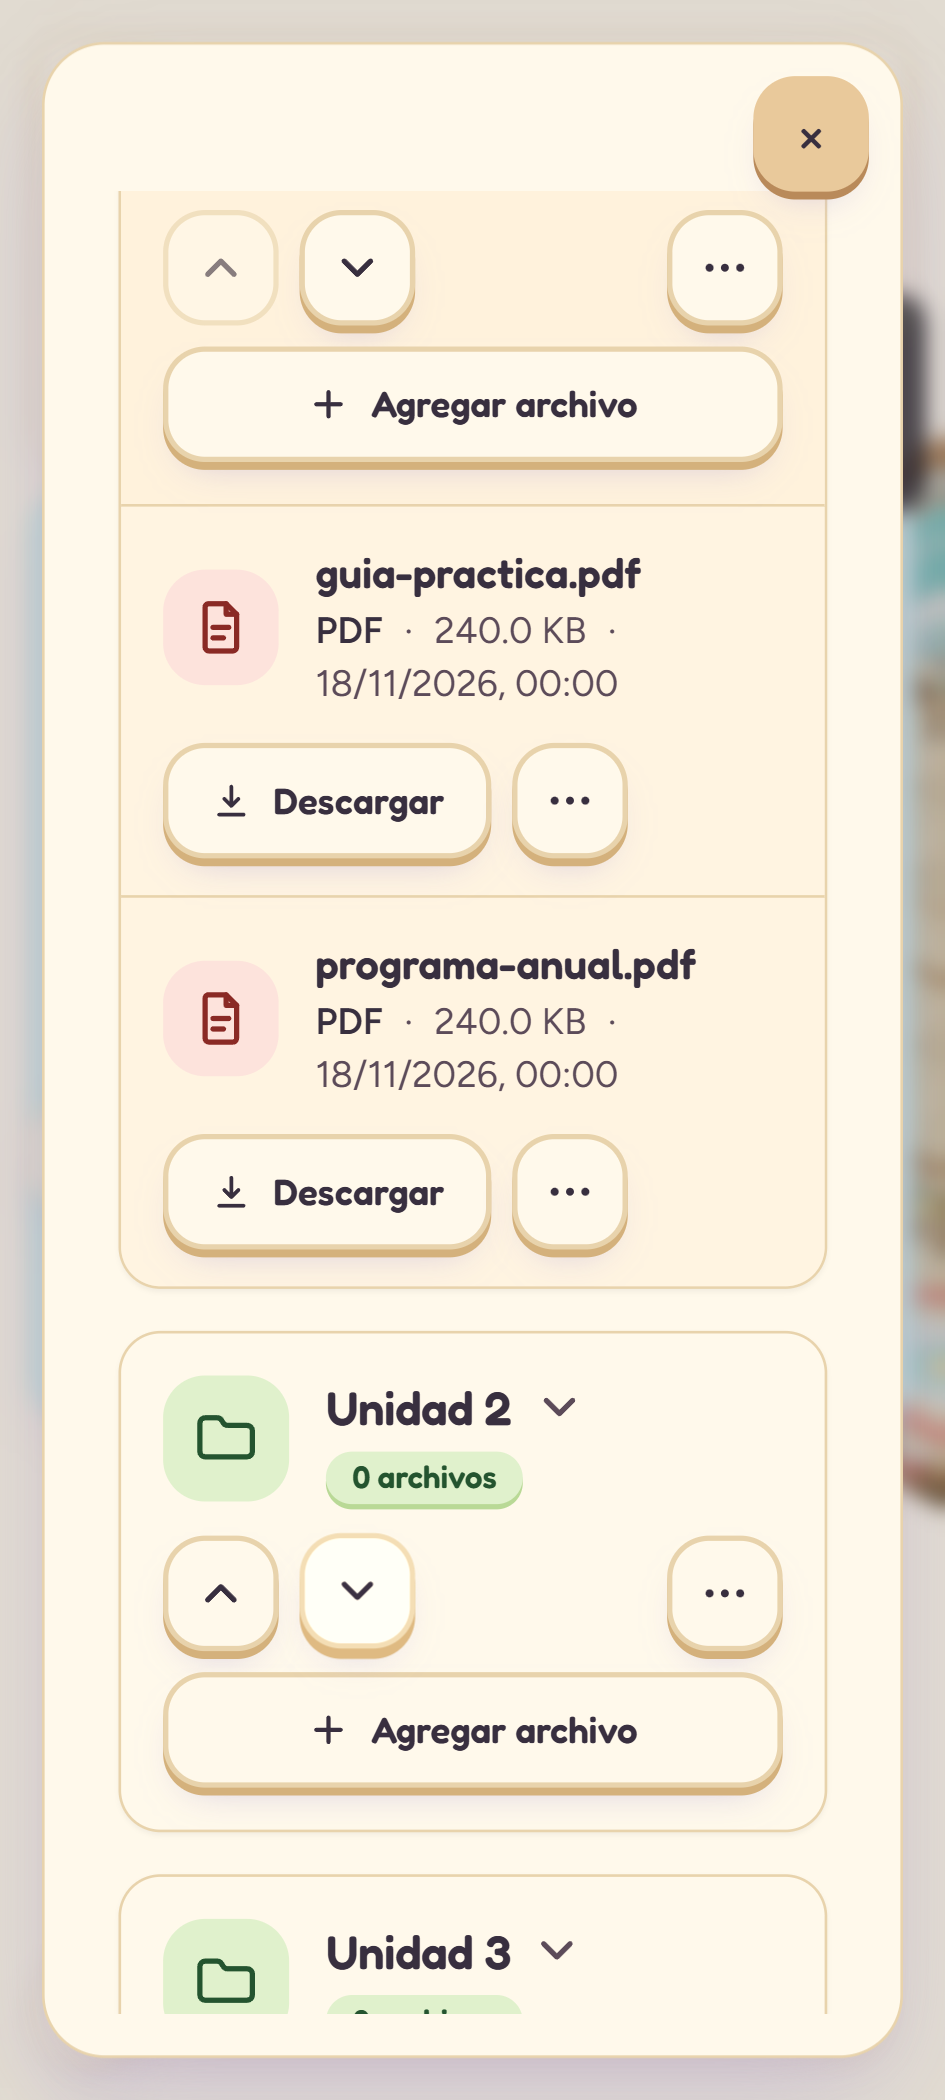 Agregar archivo
guia-practica.pdf
PDF · 240.0 KB ·
18/11/2026, 00:00
Descargar
programa-anual.pdf
PDF · 240.0 KB ·
18/11/2026, 00:00
Descargar
Unidad 2
0 archivos
Agregar archivo
Unidad 3